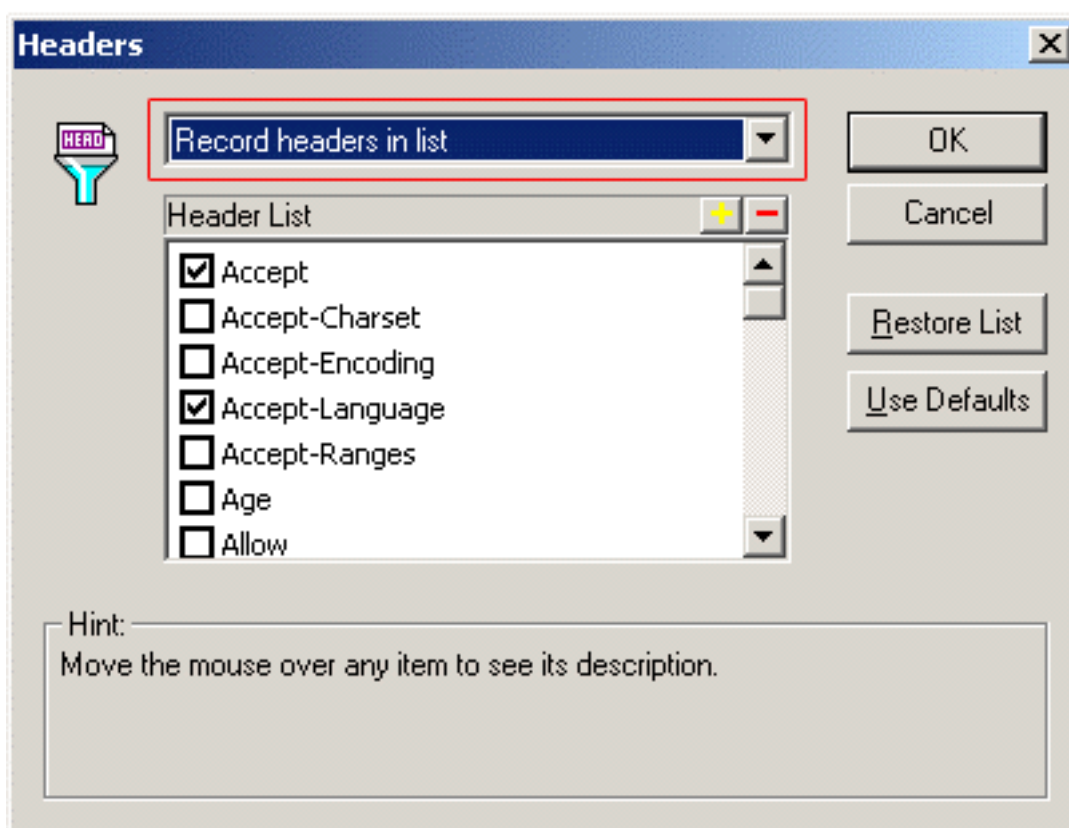 Headers
HEAD
Record headers in list
OK
Header List
Cancel
Accept
Accept-Charset
Accept-Encoding
Accept-Language
Accept-Ranges
Age
Allow
Restore List
Use Defaults
Hint:
Move the mouse over any item to see its description.